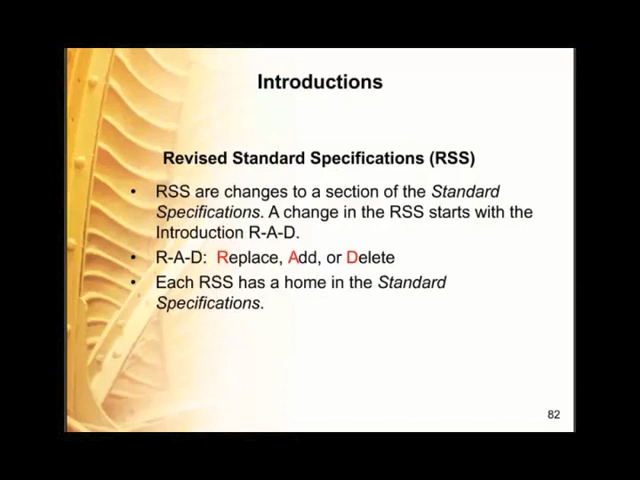 Introductions
Revised Standard Specifications (RSS)
• RSS are changes to a section of the Standard
Specifications. A change in the RSS starts with the
Introduction R-A-D.
• R-A-D: Replace, Add, or Delete
• Each RSS has a home in the Standard
Specifications.
82